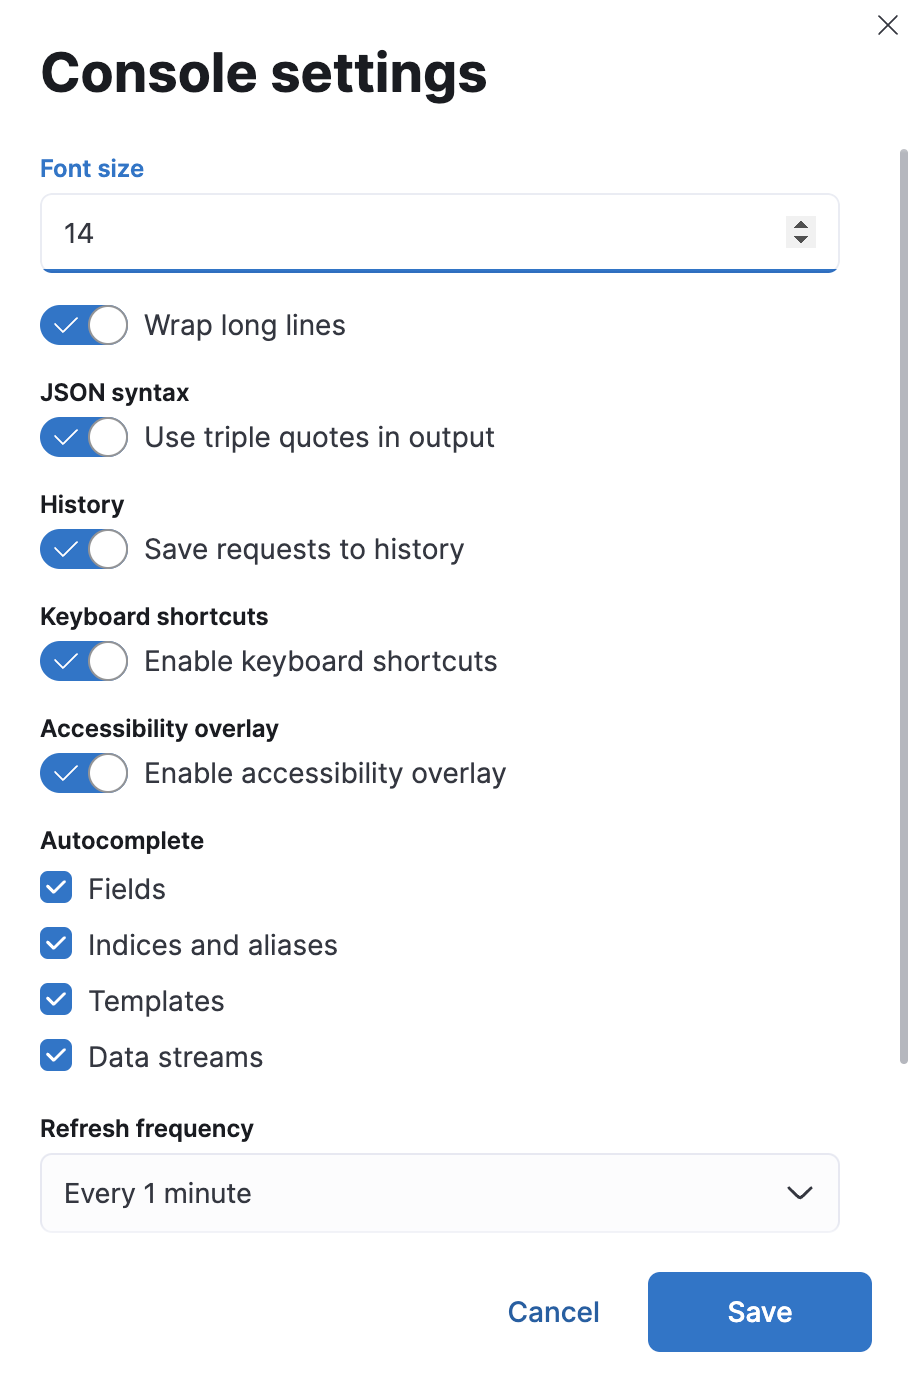 Console settings
Font size
14
Wrap long lines
JSON syntax
Use triple quotes in output
History
Save requests to history
Keyboard shortcuts
Enable keyboard shortcuts
Accessibility overlay
Enable accessibility overlay
Autocomplete
Fields
Indices and aliases
Templates
Data streams
Refresh frequency
Every 1 minute
Cancel
Save